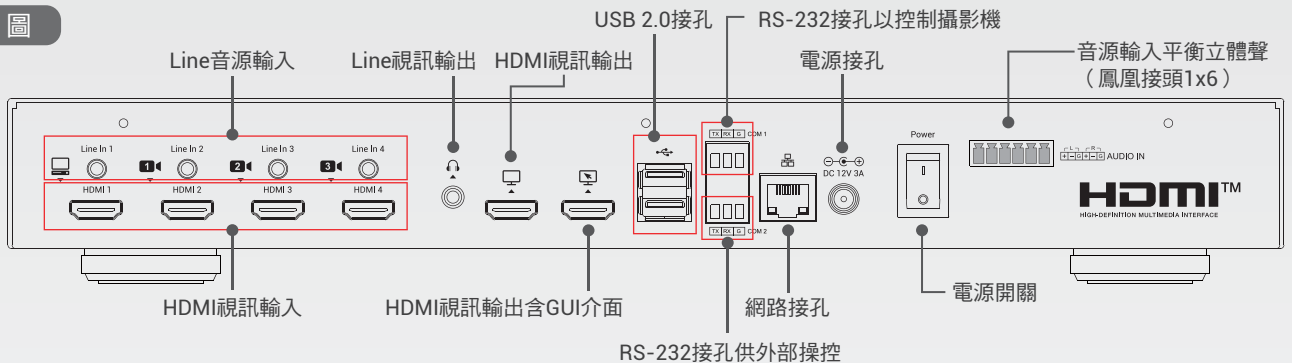 圖
USB 2.0接孔
RS-232接孔以控制攝影機
Line音源輸入
Line視訊輸出
HDMI視訊輸出
電源接孔
音源輸入平衡立體聲
（鳳凰接頭1x6）
Line In 1
1
Line In 2
2
Line In 3
3
Line In 4
HDMI 1
HDMI 2
HDMI 3
HDMI 4
TX RX G COM 1
TX RX G COM 2
DC 12V 3A
Power
L R
+ - G + - G AUDIO IN
HDMI™
HIGH-DEFINITION MULTIMEDIA INTERFACE
HDMI視訊輸入
HDMI視訊輸出含GUI介面
網路接孔
電源開關
RS-232接孔供外部操控